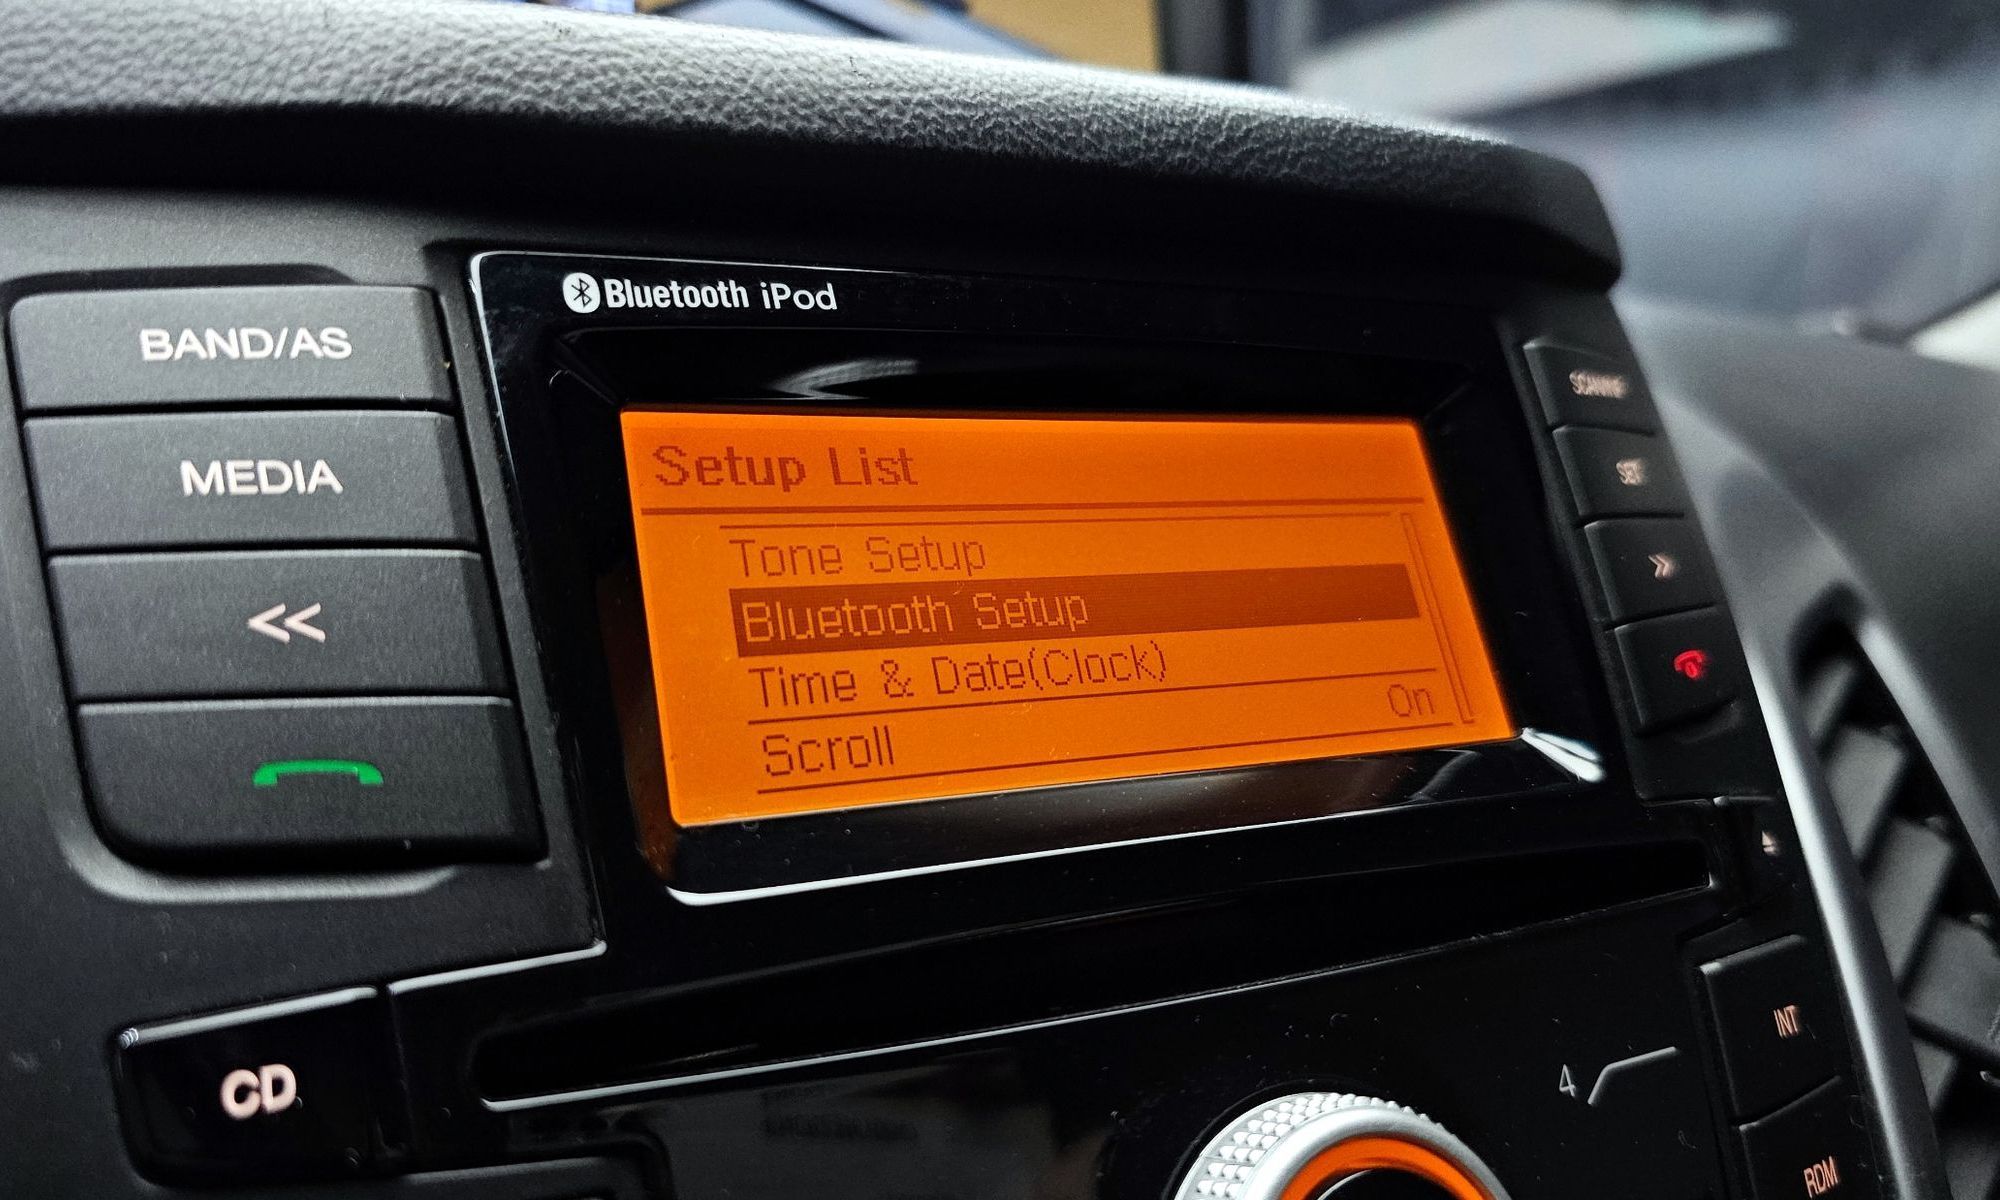 Bluetooth iPod
BAND/AS
MEDIA
Setup List
Tone Setup
Bluetooth Setup
Time & Date(Clock)
Scroll On
CD
4
INT
RDM